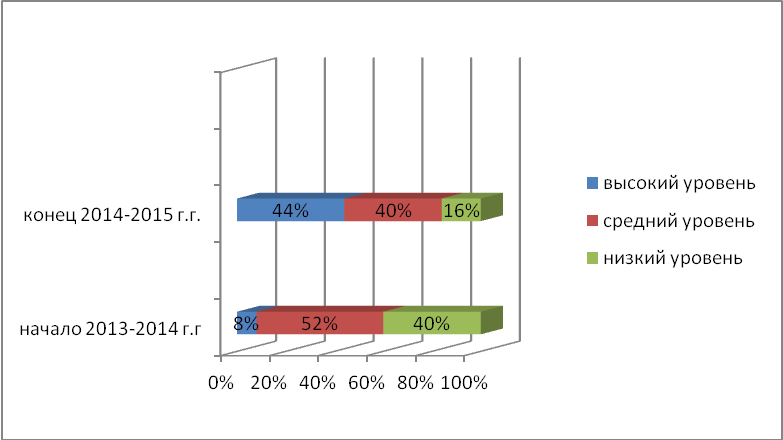 конец 2014-2015 г.г.
44% 40% 16%
начало 2013-2014 г.г
8% 52% 40%
0% 20% 40% 60% 80% 100%
высокий уровень
средний уровень
низкий уровень